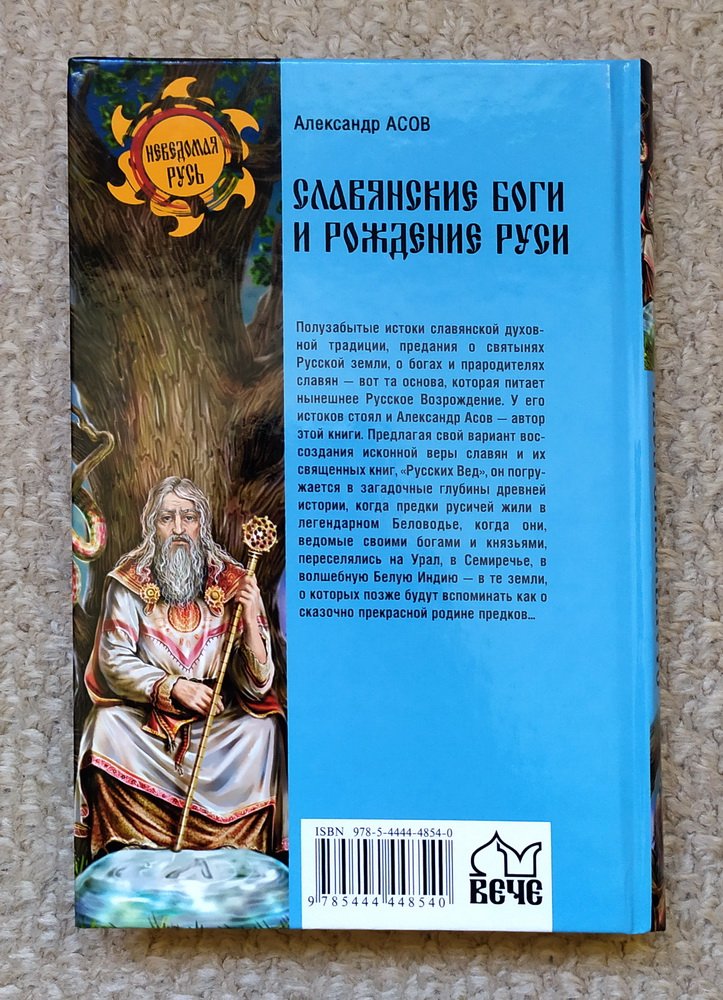 НЕВЕДОМАЯ
РУСЬ
Александр АСОВ
СЛАВЯНСКИЕ БОГИ
И РОЖДЕНИЕ РУСИ
Полузабытые истоки славянской духов-
ной традиции, предания о святынях
Русской земли, о богах и прародителях
славян — вот та основа, которая питает
нынешнее Русское Возрождение. У его
истоков стоял и Александр Асов — автор
этой книги. Предлагая свой вариант вос-
создания исконной веры славян и их
священных книг, «Русских Вед», он погру-
жается в загадочные глубины древней
истории, когда предки русичей жили в
легендарном Беловодье, когда они,
ведомые своими богами и князьями,
переселялись на Урал, в Семиречье, в
волшебную Белую Индию — в те земли,
о которых позже будут вспоминать как о
сказочно прекрасной родине предков...
ISBN 978-5-4444-4854-0
9 785444 448540
ВЕЧЕ